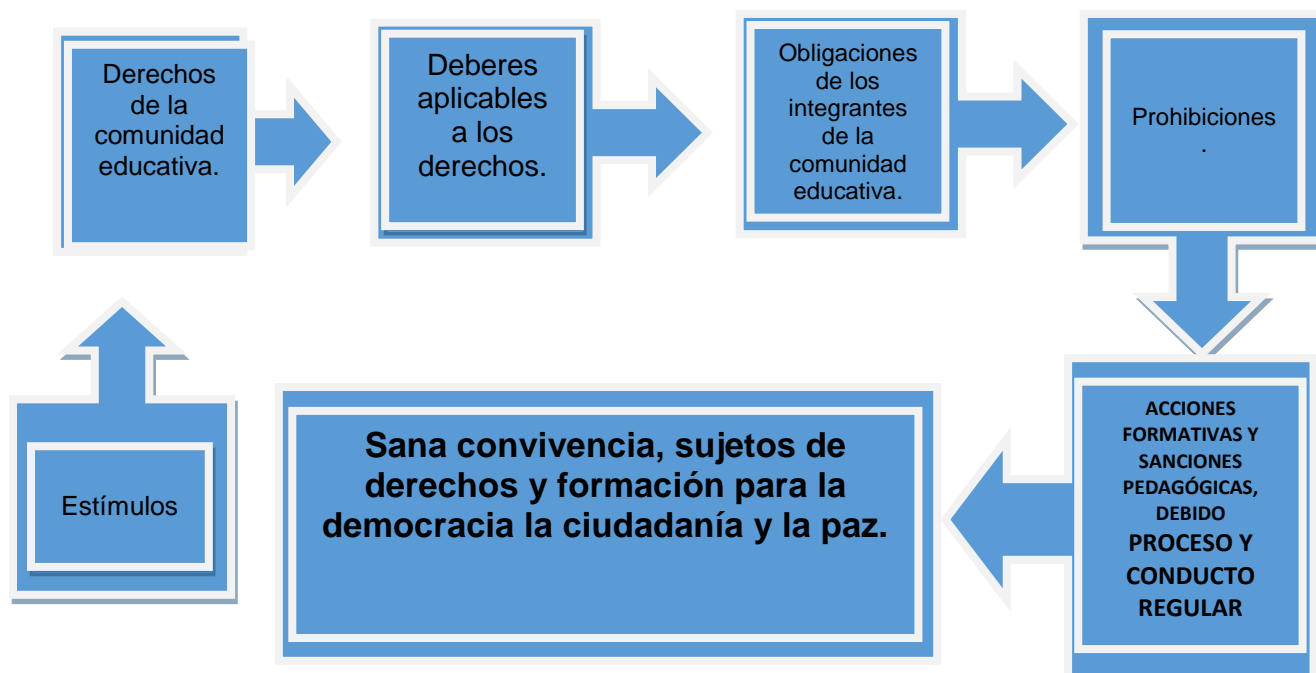 Derechos
de la
comunidad
educativa.
Deberes
aplicables
a los
derechos.
Obligaciones
de los
integrantes
de la
comunidad
educativa.
Prohibiciones
.
ACCIONES
FORMATIVAS Y
SANCIONES
PEDAGÓGICAS,
DEBIDO
PROCESO Y
CONDUCTO
REGULAR
Sana convivencia, sujetos de
derechos y formación para la
democracia la ciudadanía y la paz.
Estímulos